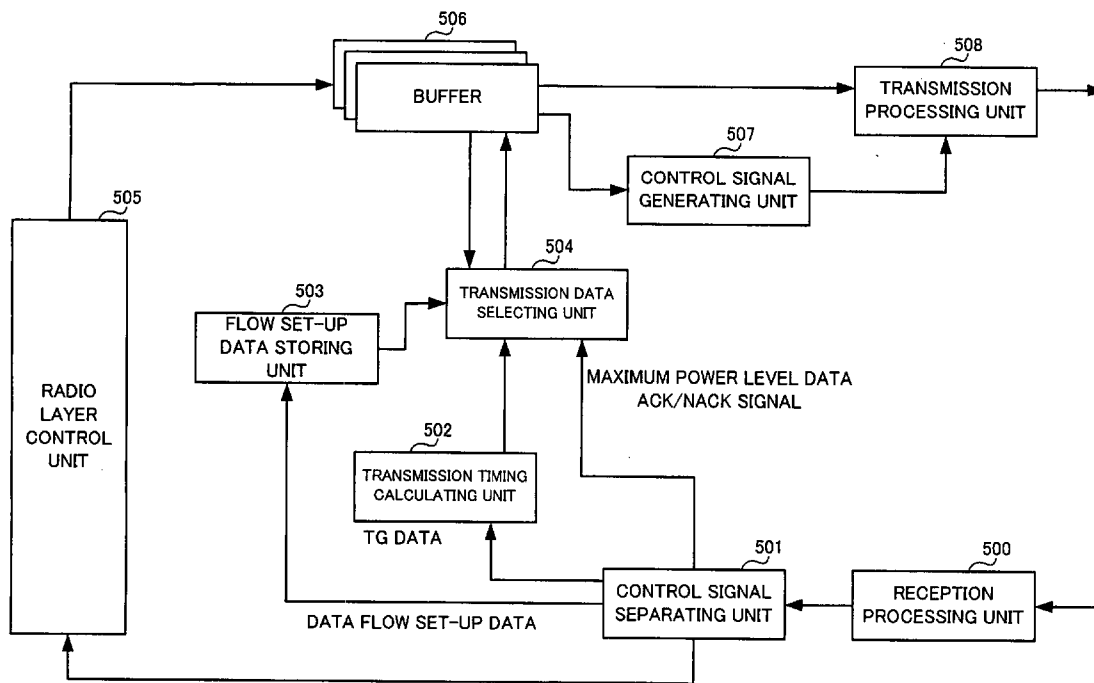 506
BUFFER
508
TRANSMISSION
PROCESSING UNIT
507
CONTROL SIGNAL
GENERATING UNIT
505
RADIO
LAYER
CONTROL
UNIT
504
TRANSMISSION DATA
SELECTING UNIT
503
FLOW SET-UP
DATA STORING
UNIT
MAXIMUM POWER LEVEL DATA
ACK/NACK SIGNAL
502
TRANSMISSION TIMING
CALCULATING UNIT
TG DATA
501
CONTROL SIGNAL
SEPARATING UNIT
500
RECEPTION
PROCESSING UNIT
DATA FLOW SET-UP DATA